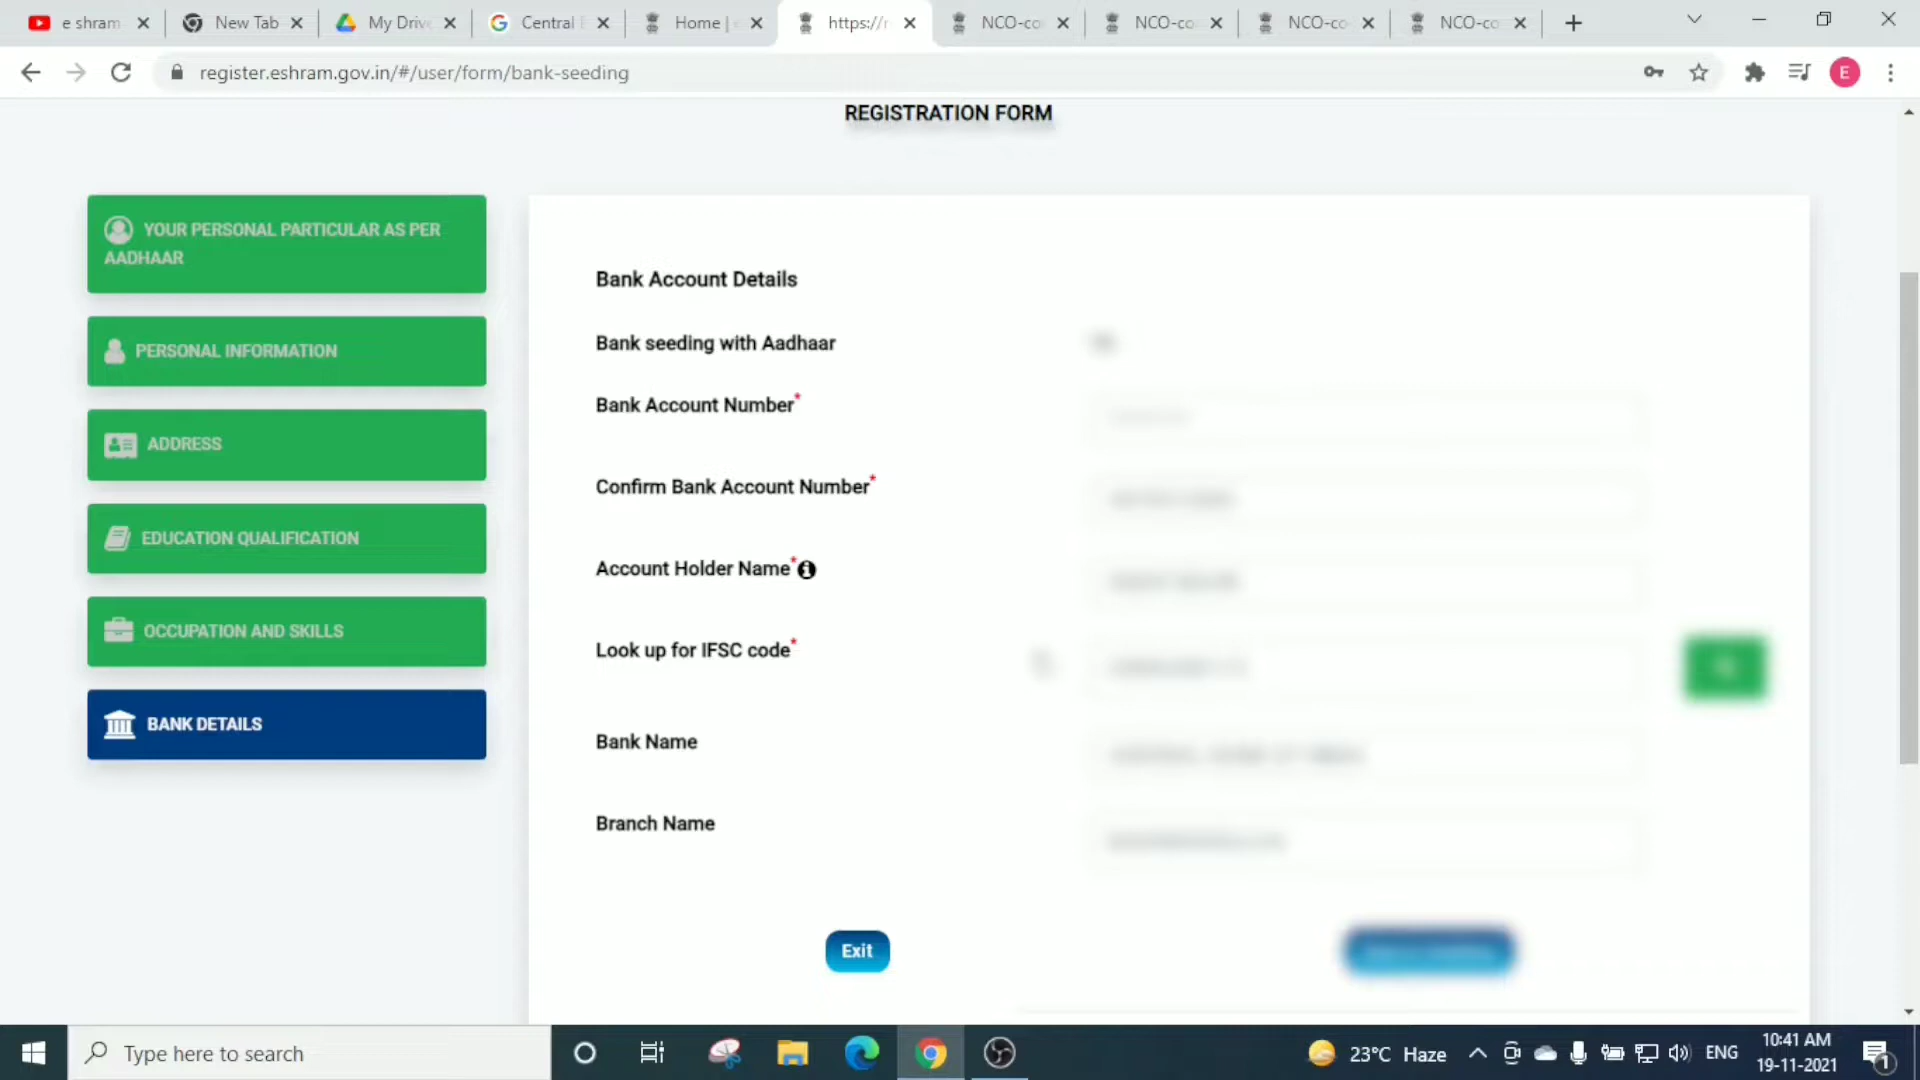 e shram
New Tab
My Driv
Central
Home |
https://r
NCO-co
NCO-co
NCO-co
NCO-co
register.eshram.gov.in/#/user/form/bank-seeding
E
REGISTRATION FORM
YOUR PERSONAL PARTICULAR AS PER
AADHAAR
PERSONAL INFORMATION
ADDRESS
EDUCATION QUALIFICATION
OCCUPATION AND SKILLS
BANK DETAILS
Bank Account Details
Bank seeding with Aadhaar
Bank Account Number*
Confirm Bank Account Number*
Account Holder Name*
Look up for IFSC code*
Bank Name
Branch Name
Exit
Type here to search
23°C Haze
ENG
10:41 AM
19-11-2021
1